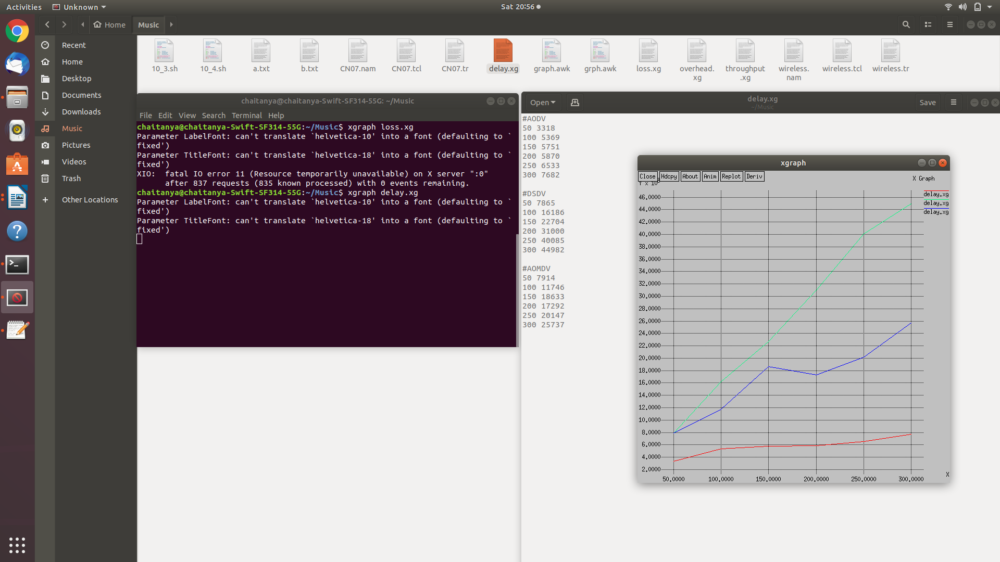 Activities
Unknown
Sat 20:56
Home
Music
Recent
Home
Desktop
Documents
Downloads
Music
Pictures
Videos
Trash
Other Locations
10_3.sh
10_4.sh
a.txt
b.txt
CN07.nam
CN07.tcl
CN07.tr
delay.xg
graph.awk
grph.awk
loss.xg
overhead.
xg
throughput
.xg
wireless.
nam
wireless.tcl
wireless.tr
chaitanya@chaitanya-Swift-SF314-55G: ~/Music
File Edit View Search Terminal Help
chaitanya@chaitanya-Swift-SF314-55G:~/Music$ xgraph loss.xg
Parameter LabelFont: can't translate `helvetica-10' into a font (defaulting to `
fixed')
Parameter TitleFont: can't translate `helvetica-18' into a font (defaulting to `
fixed')
XIO:  fatal IO error 11 (Resource temporarily unavailable) on X server ":0"
      after 837 requests (835 known processed) with 0 events remaining.
chaitanya@chaitanya-Swift-SF314-55G:~/Music$ xgraph delay.xg
Parameter LabelFont: can't translate `helvetica-10' into a font (defaulting to `
fixed')
Parameter TitleFont: can't translate `helvetica-18' into a font (defaulting to `
fixed')
Open
delay.xg
~/Music
Save
#AODV
50 3318
100 5369
150 5751
200 5870
250 6533
300 7682
#DSDV
50 7865
100 16186
150 22704
200 31000
250 40085
300 44982
#AOMDV
50 7914
100 11746
150 18633
200 17292
250 20147
300 25737
xgraph
Close Hdcpy About Anim Replot Deriv
X Graph
Y x 10
delay.xg
delay.xg
delay.xg
46.0000
44.0000
42.0000
40.0000
38.0000
36.0000
34.0000
32.0000
30.0000
28.0000
26.0000
24.0000
22.0000
20.0000
18.0000
16.0000
14.0000
12.0000
10.0000
8.0000
6.0000
4.0000
2.0000
X
50.0000 100.0000 150.0000 200.0000 250.0000 300.0000